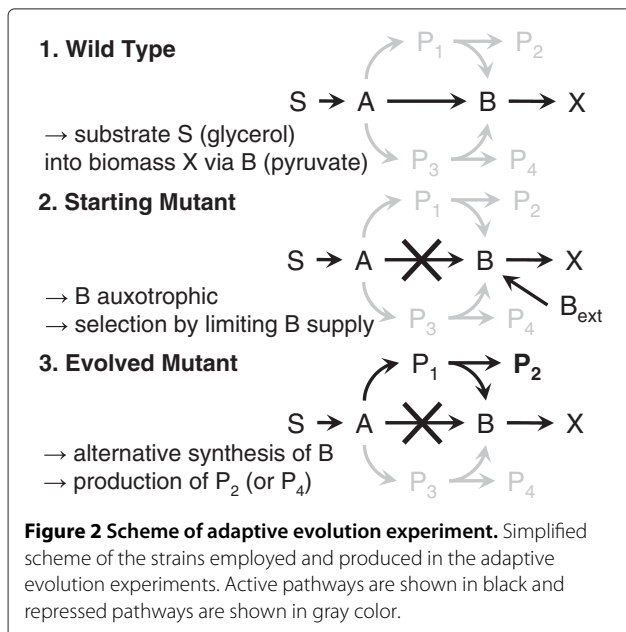 1. Wild Type
P₁ P₂
S A B X
→ substrate S (glycerol)
into biomass X via B (pyruvate)
P₃ P₄
2. Starting Mutant
P₁ P₂
S A B X
→ B auxotrophic
→ selection by limiting B supply
P₃ P₄
B_ext
3. Evolved Mutant
P₁ P₂
S A B X
→ alternative synthesis of B
→ production of P₂ (or P₄)
P₃ P₄
Figure 2 Scheme of adaptive evolution experiment. Simplified
scheme of the strains employed and produced in the adaptive
evolution experiments. Active pathways are shown in black and
repressed pathways are shown in gray color.